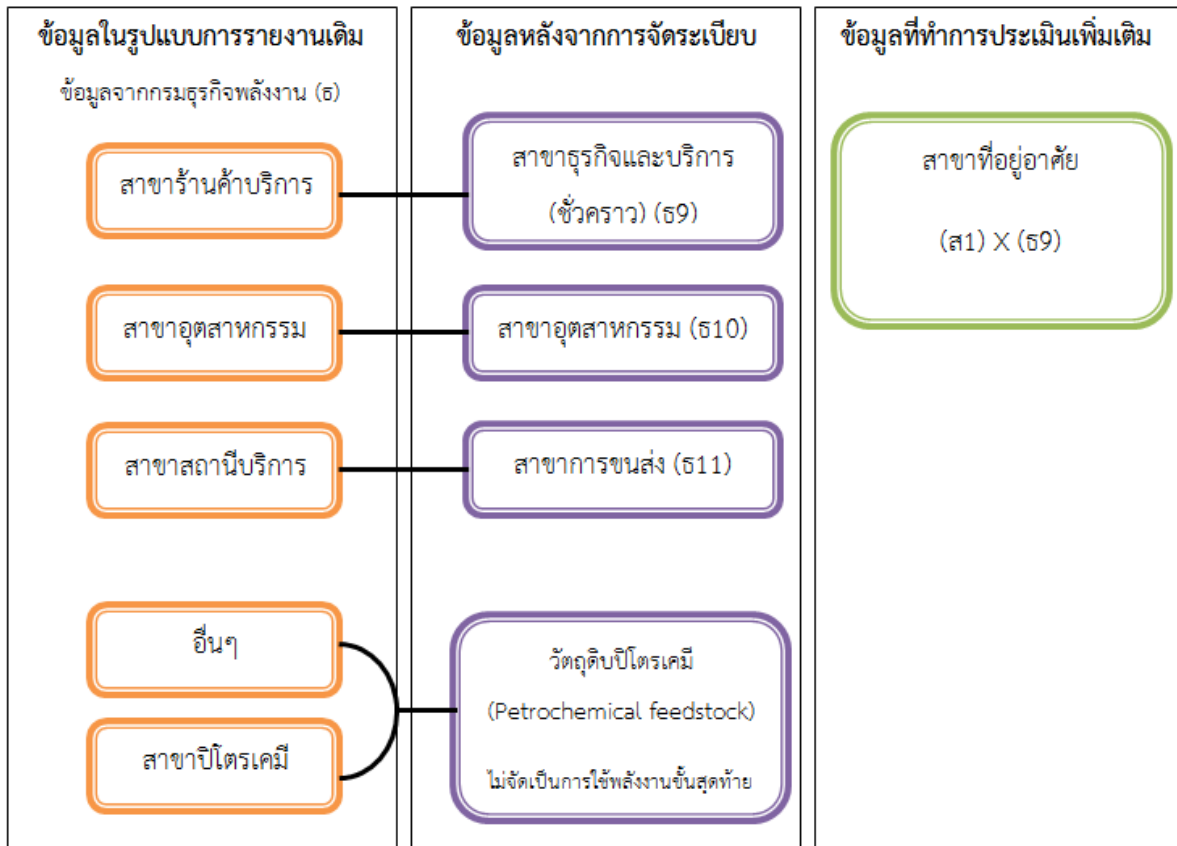 ข้อมูลในรูปแบบการรายงานเดิม
ข้อมูลจากกรมธุรกิจพลังงาน (ธ)
สาขาร้านค้าบริการ
สาขาอุตสาหกรรม
สาขาสถานีบริการ
อื่นๆ
สาขาปิโตรเคมี
ข้อมูลหลังจากการจัดระเบียบ
สาขาธุรกิจและบริการ
(ชั่วคราว) (ธ9)
สาขาอุตสาหกรรม (ธ10)
สาขาการขนส่ง (ธ11)
วัตถุดิบปิโตรเคมี
(Petrochemical feedstock)
ไม่จัดเป็นการใช้พลังงานขั้นสุดท้าย
ข้อมูลที่ทำการประเมินเพิ่มเติม
สาขาที่อยู่อาศัย
(ส1) X (ธ9)